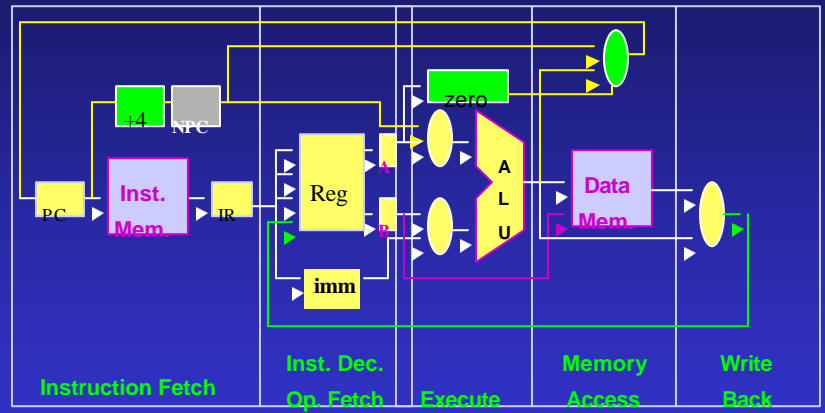 zero
+4
NPC
Inst.
Mem.
PC
IR
Reg
A
B
imm
A
L
U
Data
Mem.
Instruction Fetch
Inst. Dec.
Op. Fetch
Execute
Memory
Access
Write
Back